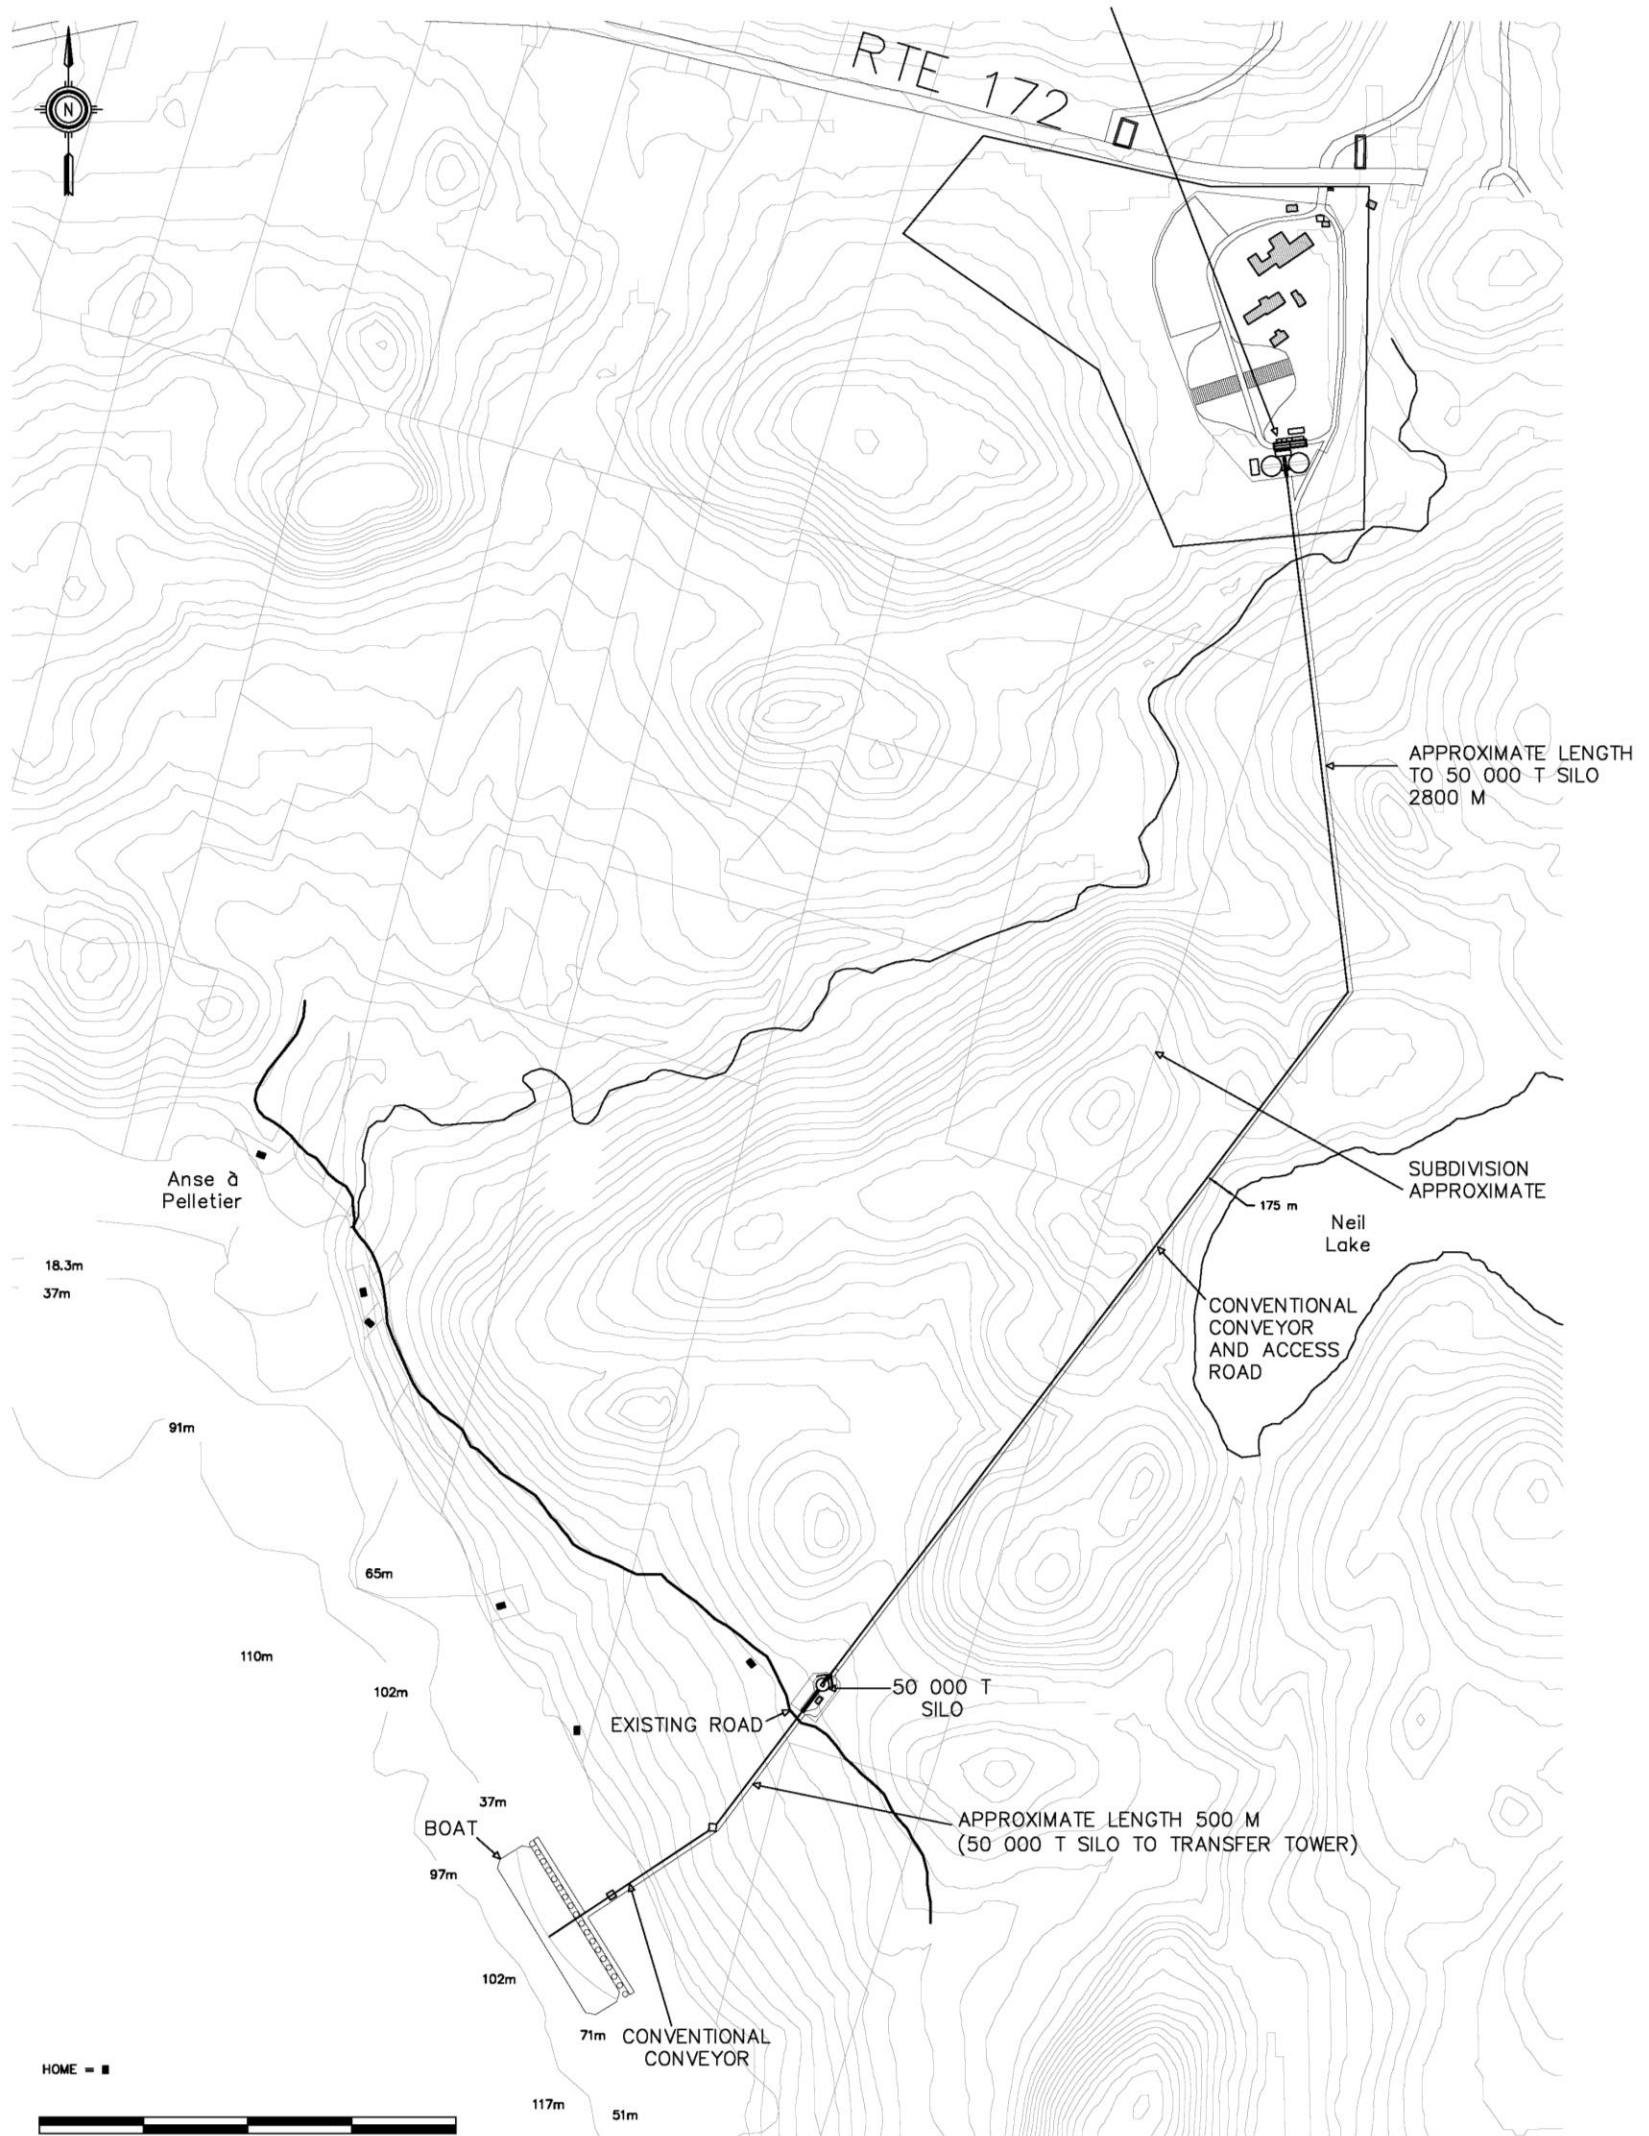 RTE 172
N
APPROXIMATE LENGTH
TO 50 000 T SILO
2800 M
Anse à
Pelletier
SUBDIVISION
APPROXIMATE
175 m
Neil
Lake
18.3m
37m
CONVENTIONAL
CONVEYOR
AND ACCESS
ROAD
91m
65m
110m
102m
50 000 T
SILO
EXISTING ROAD
37m
BOAT
APPROXIMATE LENGTH 500 M
(50 000 T SILO TO TRANSFER TOWER)
97m
102m
71m
CONVENTIONAL
CONVEYOR
HOME =
117m
51m